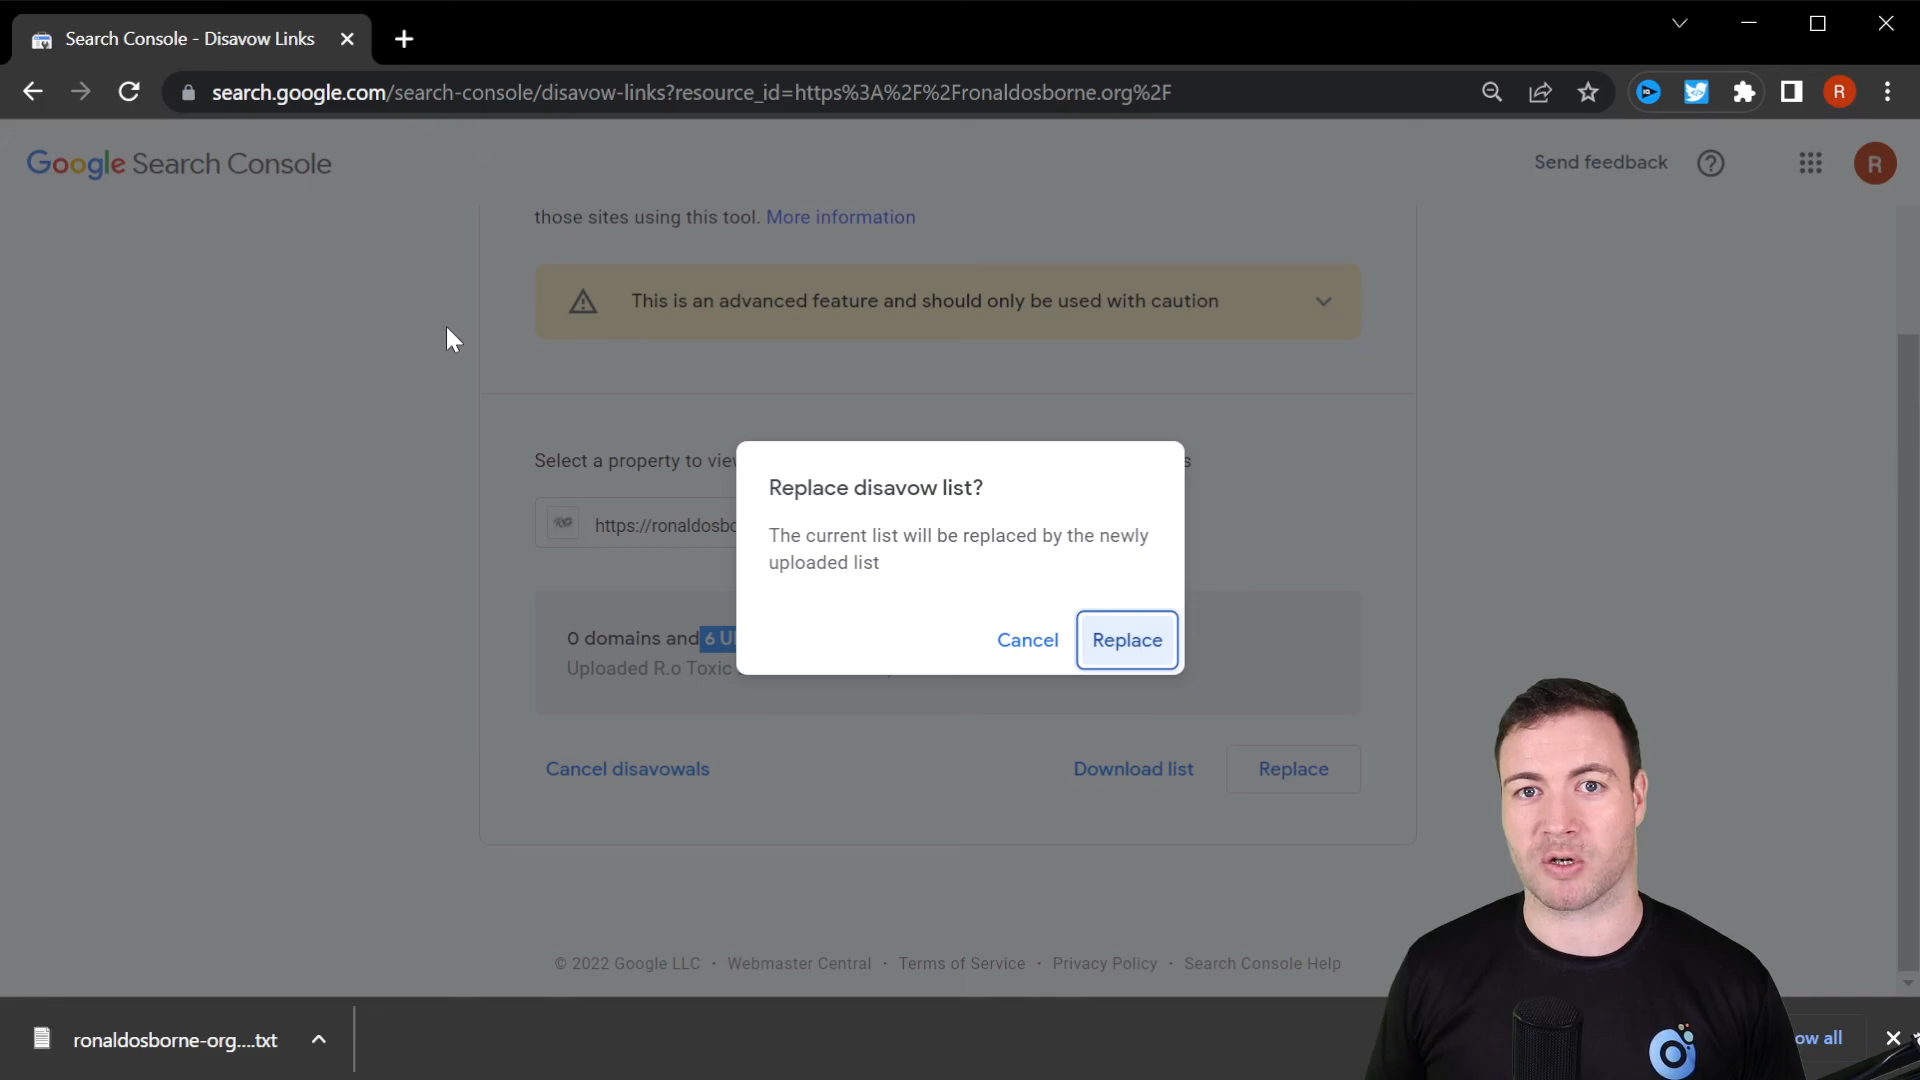 Search Console - Disavow Links
search.google.com/search-console/disavow-links?resource_id=https%3A%2F%2Fronaldosborne.org%2F
R
Google Search Console
Send feedback
R
those sites using this tool. More information
This is an advanced feature and should only be used with caution
Select a property to vie
s
Replace disavow list?
The current list will be replaced by the newly
uploaded list
https://ronaldosbo
0 domains and 6 U
Uploaded R.o Toxic
Cancel
Replace
Cancel disavowals
Download list
Replace
© 2022 Google LLC · Webmaster Central · Terms of Service · Privacy Policy · Search Console Help
ronaldosborne-org....txt
ow all